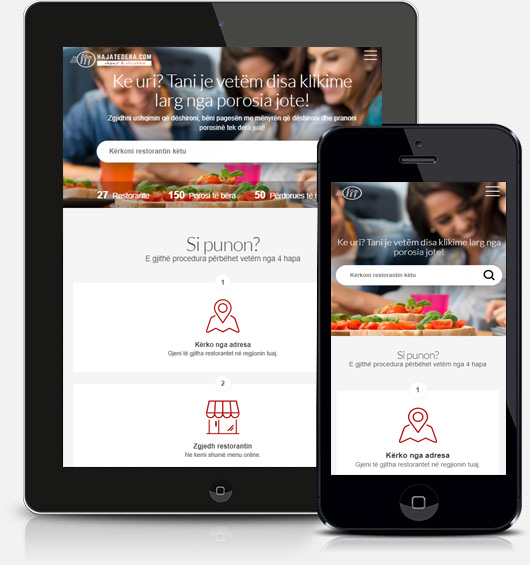 HAJATEDERA.COM
Ke uri? Tani je vetëm disa klikime
larg nga porosia jote!
Zgjidhni ushqimin që dëshironi, bëni pagesën me mënyrën që dëshironi dhe pranoni
porosinë tek dera juaj!
Kërkoni restorantin këtu
27 Restorante 150 Porosi të bëra 50 Përdorues të
Si punon?
E gjithë procedura përbëhet vetëm nga 4 hapa
1
Kërko nga adresa
Gjeni të gjitha restorantet në regjionin tuaj.
2
Zgjedh restorantin
Ne kemi shumë menu online.
Ke uri? Tani je vetëm disa klikime larg nga
porosia jote!
Kërkoni restorantin këtu
Si punon?
E gjithë procedura përbëhet vetëm nga 4 hapa
1
Kërko nga adresa
Gjeni të gjitha restorantet në regjionin tuaj.